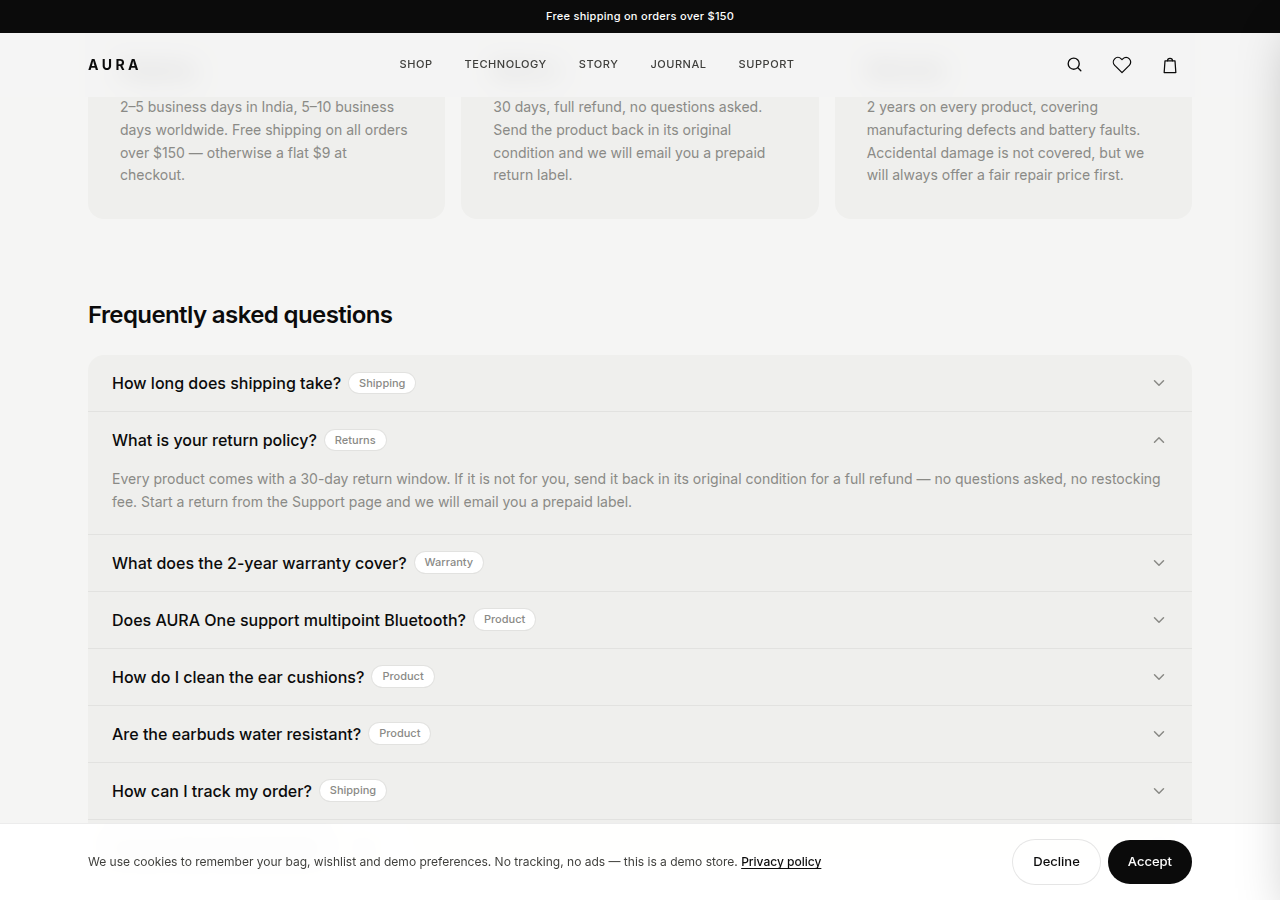 Free shipping on orders over $150
AURA
SHOP
TECHNOLOGY
STORY
JOURNAL
SUPPORT
2–5 business days in India, 5–10 business
days worldwide. Free shipping on all orders
over $150 — otherwise a flat $9 at
checkout.
30 days, full refund, no questions asked.
Send the product back in its original
condition and we will email you a prepaid
return label.
2 years on every product, covering
manufacturing defects and battery faults.
Accidental damage is not covered, but we
will always offer a fair repair price first.
Frequently asked questions
How long does shipping take? Shipping
What is your return policy? Returns
Every product comes with a 30-day return window. If it is not for you, send it back in its original condition for a full refund — no questions asked, no restocking
fee. Start a return from the Support page and we will email you a prepaid label.
What does the 2-year warranty cover? Warranty
Does AURA One support multipoint Bluetooth? Product
How do I clean the ear cushions? Product
Are the earbuds water resistant? Product
How can I track my order? Shipping
We use cookies to remember your bag, wishlist and demo preferences. No tracking, no ads — this is a demo store. Privacy policy
Decline
Accept